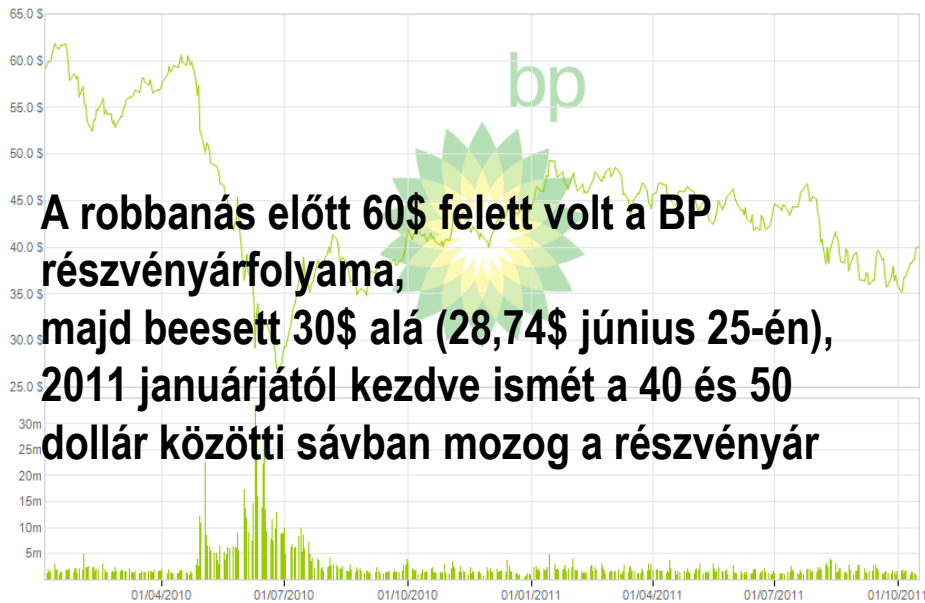 65.0 $
60.0 $
55.0 $
50.0 $
45.0 $
40.0 $
35.0 $
30.0 $
25.0 $
bp
A robbanás előtt 60$ felett volt a BP
részvényárfolyama,
majd beesett 30$ alá (28,74$ június 25-én),
2011 januárjától kezdve ismét a 40 és 50
dollár közötti sávban mozog a részvényár
30m
25m
20m
15m
10m
5m
01/04/2010 01/07/2010 01/10/2010 01/01/2011 01/04/2011 01/07/2011 01/10/2011